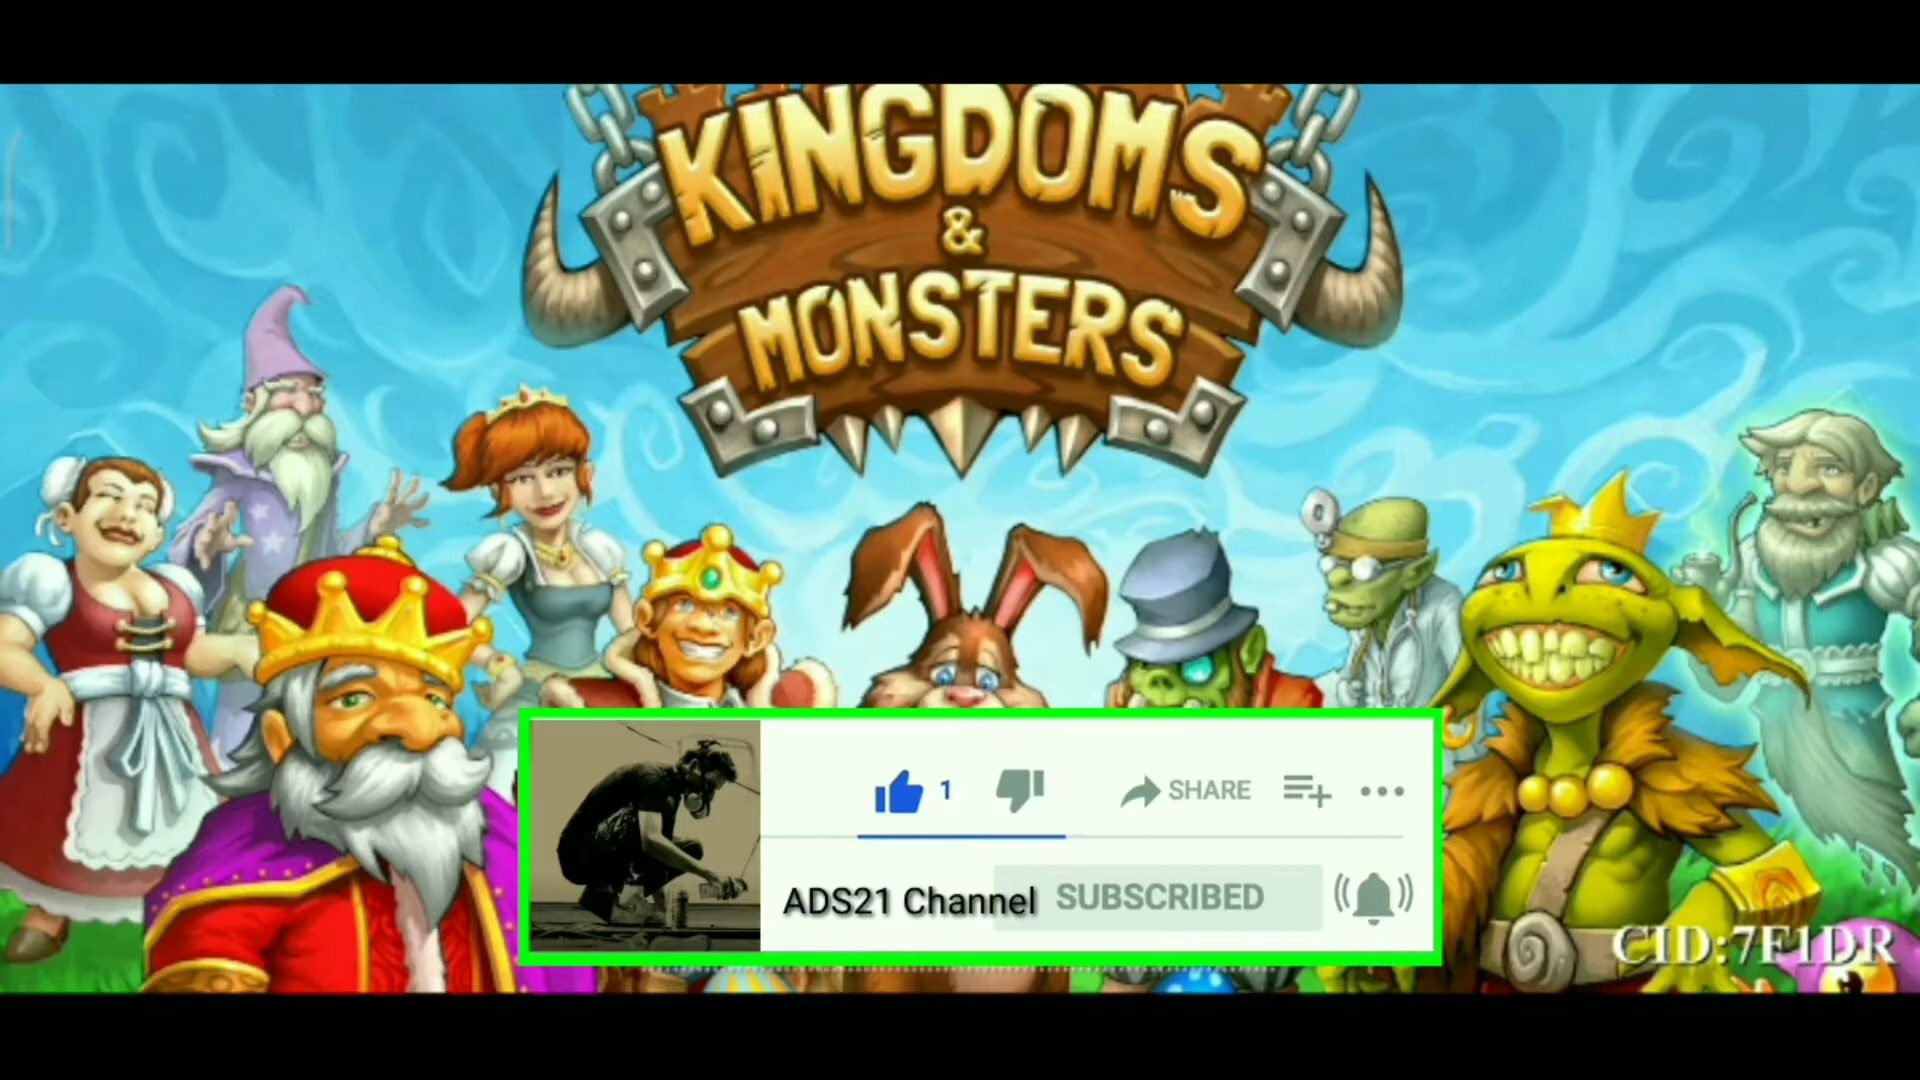 KINGDOMS
&
MONSTERS
1
SHARE
ADS21 Channel
SUBSCRIBED
CID:7F1DR